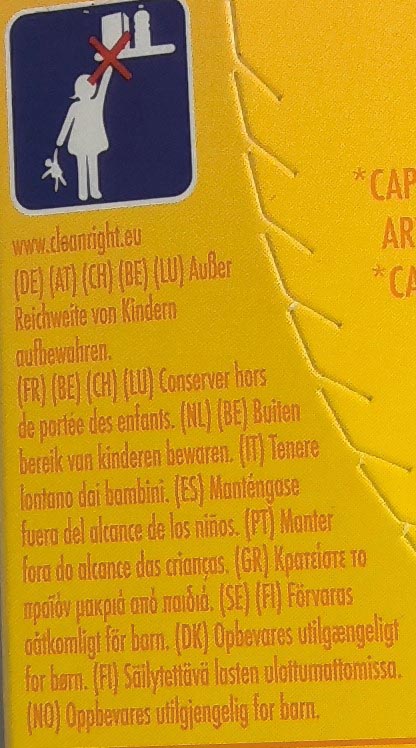 www.cleanright.eu
(DE) (AT) (CH) (BE) (LU) Außer
Reichweite von Kindern
aufbewahren.
(FR) (BE) (CH) (LU) Conserver hors
de portée des enfants. (NL) (BE) Buiten
bereik van kinderen bewaren. (IT) Tenere
lontano dai bambini. (ES) Manténgase
fuera del alcance de los niños. (PT) Manter
fora do alcance das crianças. (GR) Κρατείστε το
προϊόν μακριά από παιδιά. (SE) (FI) Förvaras
oåtkomligt för barn. (DK) Opbevares utilgængeligt
for børn. (FI) Säilytettävä lasten ulottumattomissa.
(NO) Oppbevares utilgjengelig for barn.
*CAP
AR
*CA